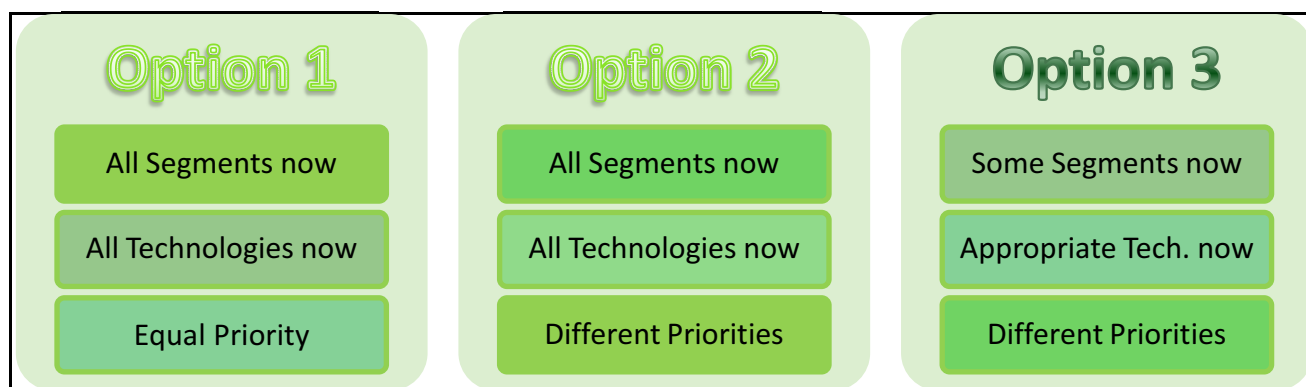 Option 1
All Segments now
All Technologies now
Equal Priority
Option 2
All Segments now
All Technologies now
Different Priorities
Option 3
Some Segments now
Appropriate Tech. now
Different Priorities